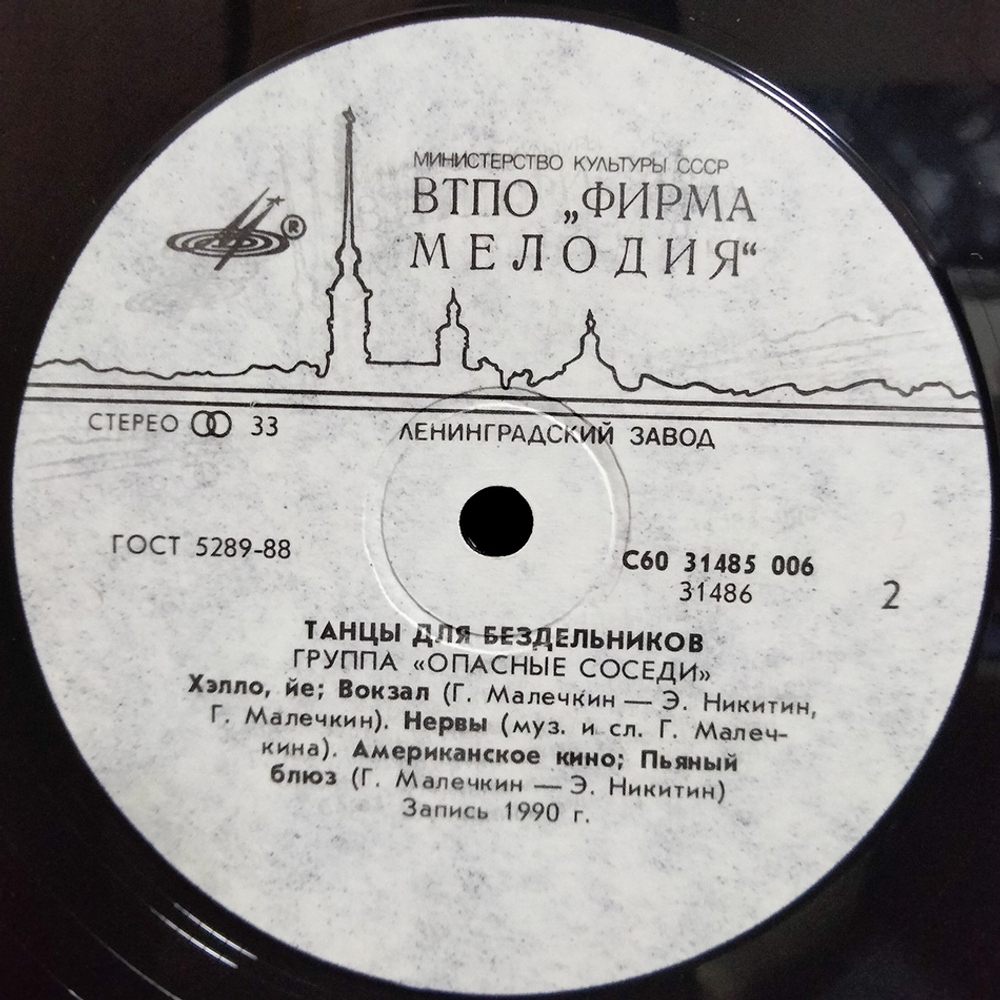 МИНИСТЕРСТВО КУЛЬТУРЫ СССР
ВТПО „ФИРМА
МЕЛОДИЯ“
®
СТЕРЕО 33
ЛЕНИНГРАДСКИЙ ЗАВОД
ГОСТ 5289-88
С60 31485 006
31486
2
ТАНЦЫ ДЛЯ БЕЗДЕЛЬНИКОВ
ГРУППА «ОПАСНЫЕ СОСЕДИ»
Хэлло, йе; Вокзал (Г. Малечкин — Э. Никитин,
Г. Малечкин). Нервы (муз. и сл. Г. Малеч-
кина). Американское кино; Пьяный
блюз (Г. Малечкин — Э. Никитин)
Запись 1990 г.